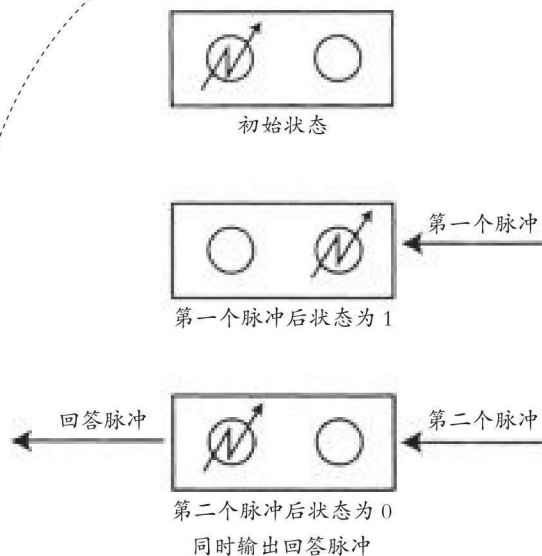 初始状态
第一个脉冲
第一个脉冲后状态为 1
回答脉冲
第二个脉冲
第二个脉冲后状态为 0
同时输出回答脉冲